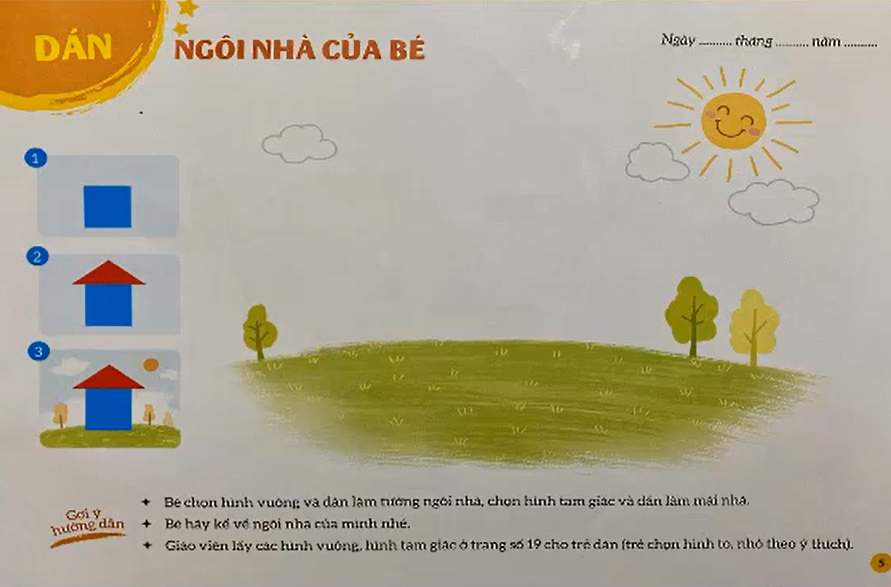 DÁN
NGÔI NHÀ CỦA BÉ
Ngày ......... tháng ......... năm .........
1
2
3
Gợi ý
hướng dẫn
Bé chọn hình vuông và dán làm tường ngôi nhà, chọn hình tam giác và dán làm mái nhà.
Bé hãy kể về ngôi nhà của mình nhé.
Giáo viên lấy các hình vuông, hình tam giác ở trang số 19 cho trẻ dán (trẻ chọn hình to, nhỏ theo ý thích).
5